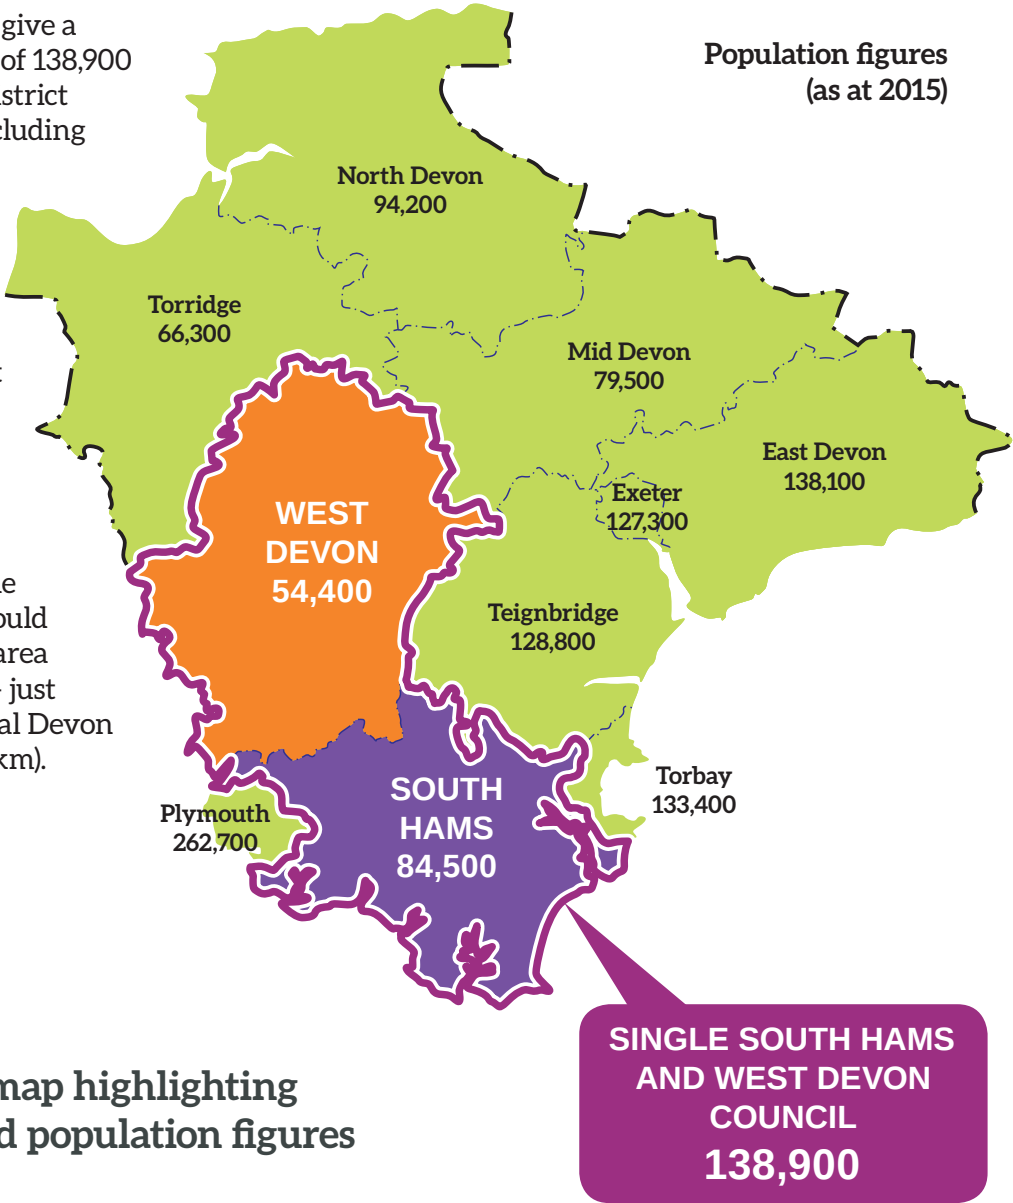 give a
of 138,900
strict
cluding
Population figures
(as at 2015)
North Devon
94,200
Torridge
66,300
Mid Devon
79,500
East Devon
138,100
Exeter
127,300
WEST
DEVON
54,400
ould
area
just
al Devon
km).
Teignbridge
128,800
Torbay
133,400
Plymouth
262,700
SOUTH
HAMS
84,500
SINGLE SOUTH HAMS
AND WEST DEVON
COUNCIL
138,900
map highlighting
d population figures